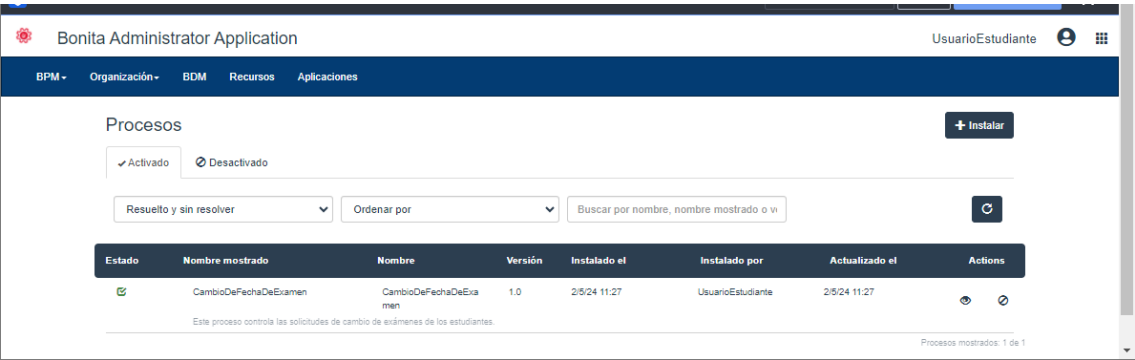 Bonita Administrator Application UsuarioEstudiante
BPM Organización BDM Recursos Aplicaciones
Procesos Instalar
Activado Desactivado
Resuelto y sin resolver Ordenar por Buscar por nombre, nombre mostrado o v
Estado Nombre mostrado Nombre Versión Instalado el Instalado por Actualizado el Actions
CambioDeFechaDeExamen CambioDeFechaDeExa 1.0 2/5/24 11:27 UsuarioEstudiante 2/5/24 11:27
men
Este proceso controla las solicitudes de cambio de exámenes de los estudiantes.
Procesos mostrados: 1 de 1